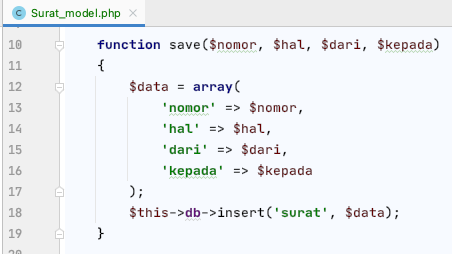 Surat_model.php
10 function save($nomor, $hal, $dari, $kepada)
11 {
12 $data = array(
13 'nomor' => $nomor,
14 'hal' => $hal,
15 'dari' => $dari,
16 'kepada' => $kepada
17 );
18 $this->db->insert('surat', $data);
19 }
20